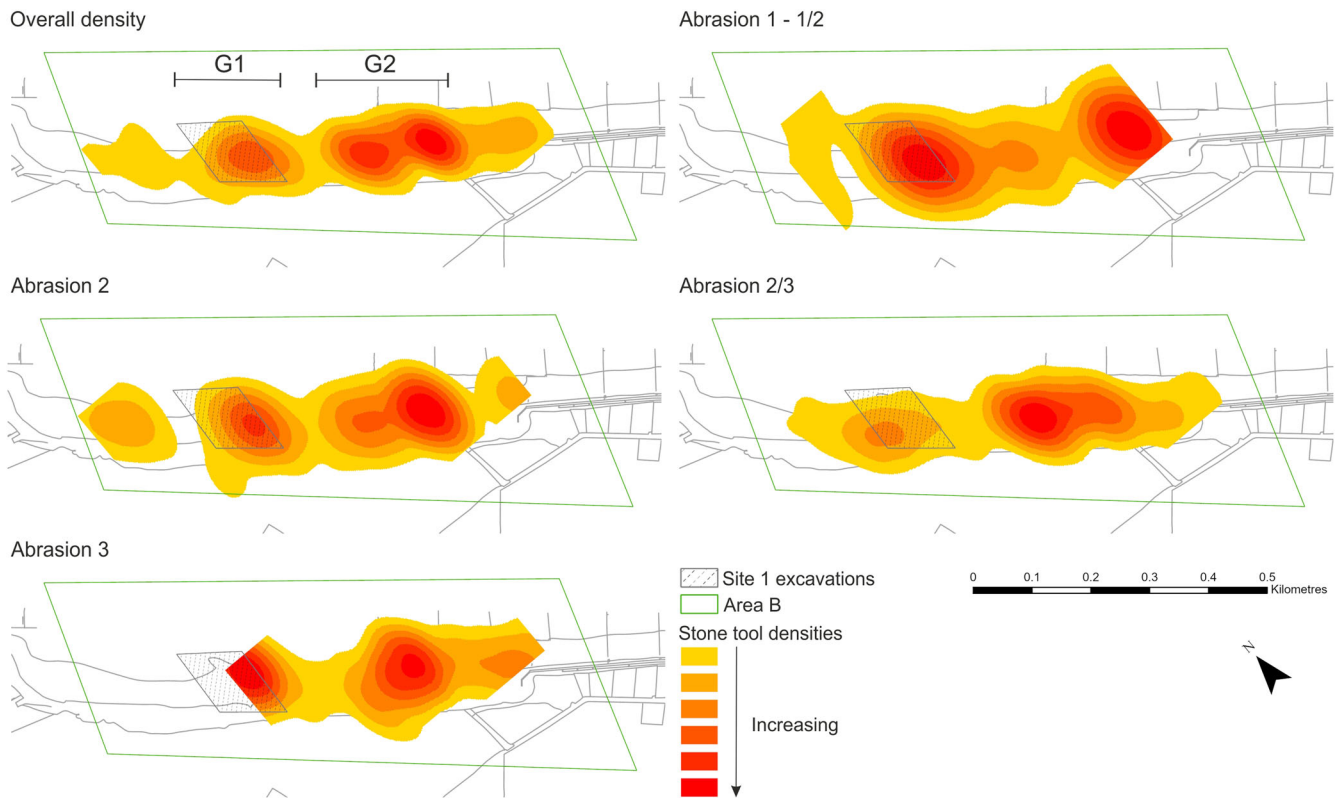 Overall density
G1
G2
Abrasion 1 - 1/2
Abrasion 2
Abrasion 2/3
Abrasion 3
Site 1 excavations
Area B
Stone tool densities
Increasing
0 0.1 0.2 0.3 0.4 0.5
Kilometres
N